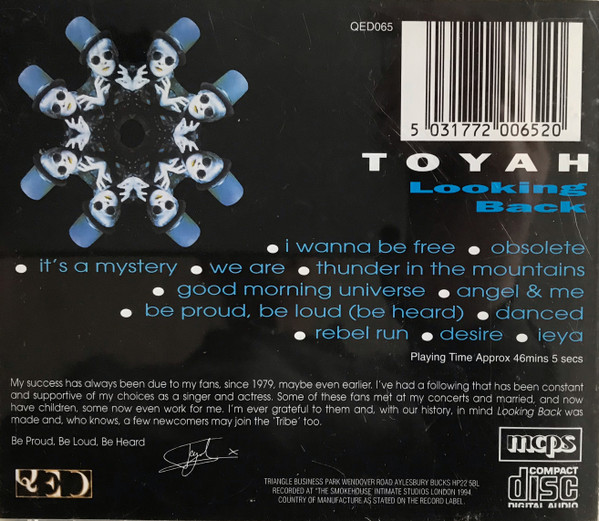 QED065
5 031772 006520
TOYAH
Looking
Back
• i wanna be free • obsolete
• it's a mystery • we are • thunder in the mountains
• good morning universe • angel & me
• be proud, be loud (be heard) • danced
• rebel run • desire • ieya
Playing Time Approx 46mins 5 secs
My success has always been due to my fans, since 1979, maybe even earlier. I've had a following that has been constant
and supportive of my choices as a singer and actress. Some of these fans met at my concerts and married, and now
have children, some now even work for me. I'm ever grateful to them and, with our history, in mind Looking Back was
made and, who knows, a few newcomers may join the 'Tribe' too.
Be Proud, Be Loud, Be Heard
Toyah x
QED
mcps
COMPACT
disc
DIGITAL AUDIO
TRIANGLE BUSINESS PARK WENDOVER ROAD AYLESBURY BUCKS HP22 5BL
RECORDED AT "THE SMOKEHOUSE' INTIMATE STUDIOS LONDON 1994.
COUNTRY OF MANUFACTURE AS STATED ON THE RECORD LABEL.